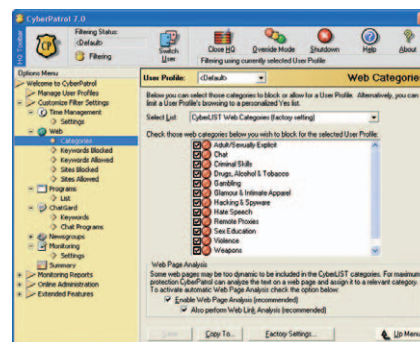 CyberPatrol 7.0
HQ Toolbar
CP
Filtering Status:
<Default>
Filtering
Switch User
Close HQ
Override Mode
Shutdown
Help
About
Filtering using currently selected User Profile
Options Menu
Welcome to CyberPatrol
Manage User Profiles
Customize Filter Settings
Time Management
Settings
Web
Categories
Keywords Blocked
Keywords Allowed
Sites Blocked
Sites Allowed
Programs
List
ChatGard
Keywords
Chat Programs
Newsgroups
Monitoring
Settings
Summary
Monitoring Reports
Online Administration
Extended Features
User Profile: <Default>
Web Categories
Below you can select those categories to block or allow for a User Profile. Alternatively, you can
limit a User Profile's browsing to a personalized Yes list.
Select List: CyberLIST Web Categories (factory setting)
Check those web categories below you wish to block for the selected User Profile:
Adult/Sexually Explicit
Chat
Criminal Skills
Drugs, Alcohol & Tobacco
Gambling
Glamour & Intimate Apparel
Hacking & Spyware
Hate Speech
Remote Proxies
Sex Education
Violence
Weapons
Web Page Analysis
Some web pages may be too dynamic to be included in the CyberLIST categories. For maximum
protection CyberPatrol can analyze the text on a web page and assign it to a relevant category.
To activate automatic Web Page Analysis check the option below:
Enable Web Page Analysis (recommended)
Also perform Web Link Analysis (recommended)
Save
Copy To...
Factory Settings...
Up Menu